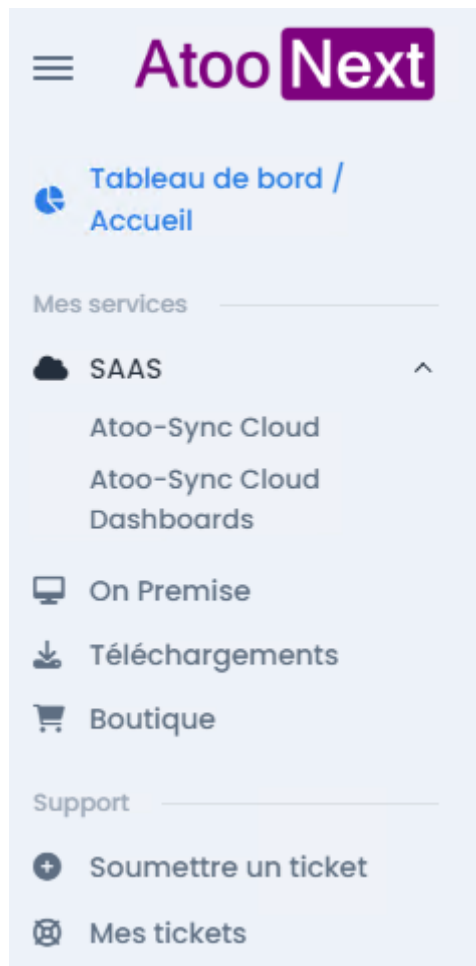 Atoo Next
Tableau de bord /
Accueil
Mes services
SAAS
Atoo-Sync Cloud
Atoo-Sync Cloud
Dashboards
On Premise
Téléchargements
Boutique
Support
Soumettre un ticket
Mes tickets